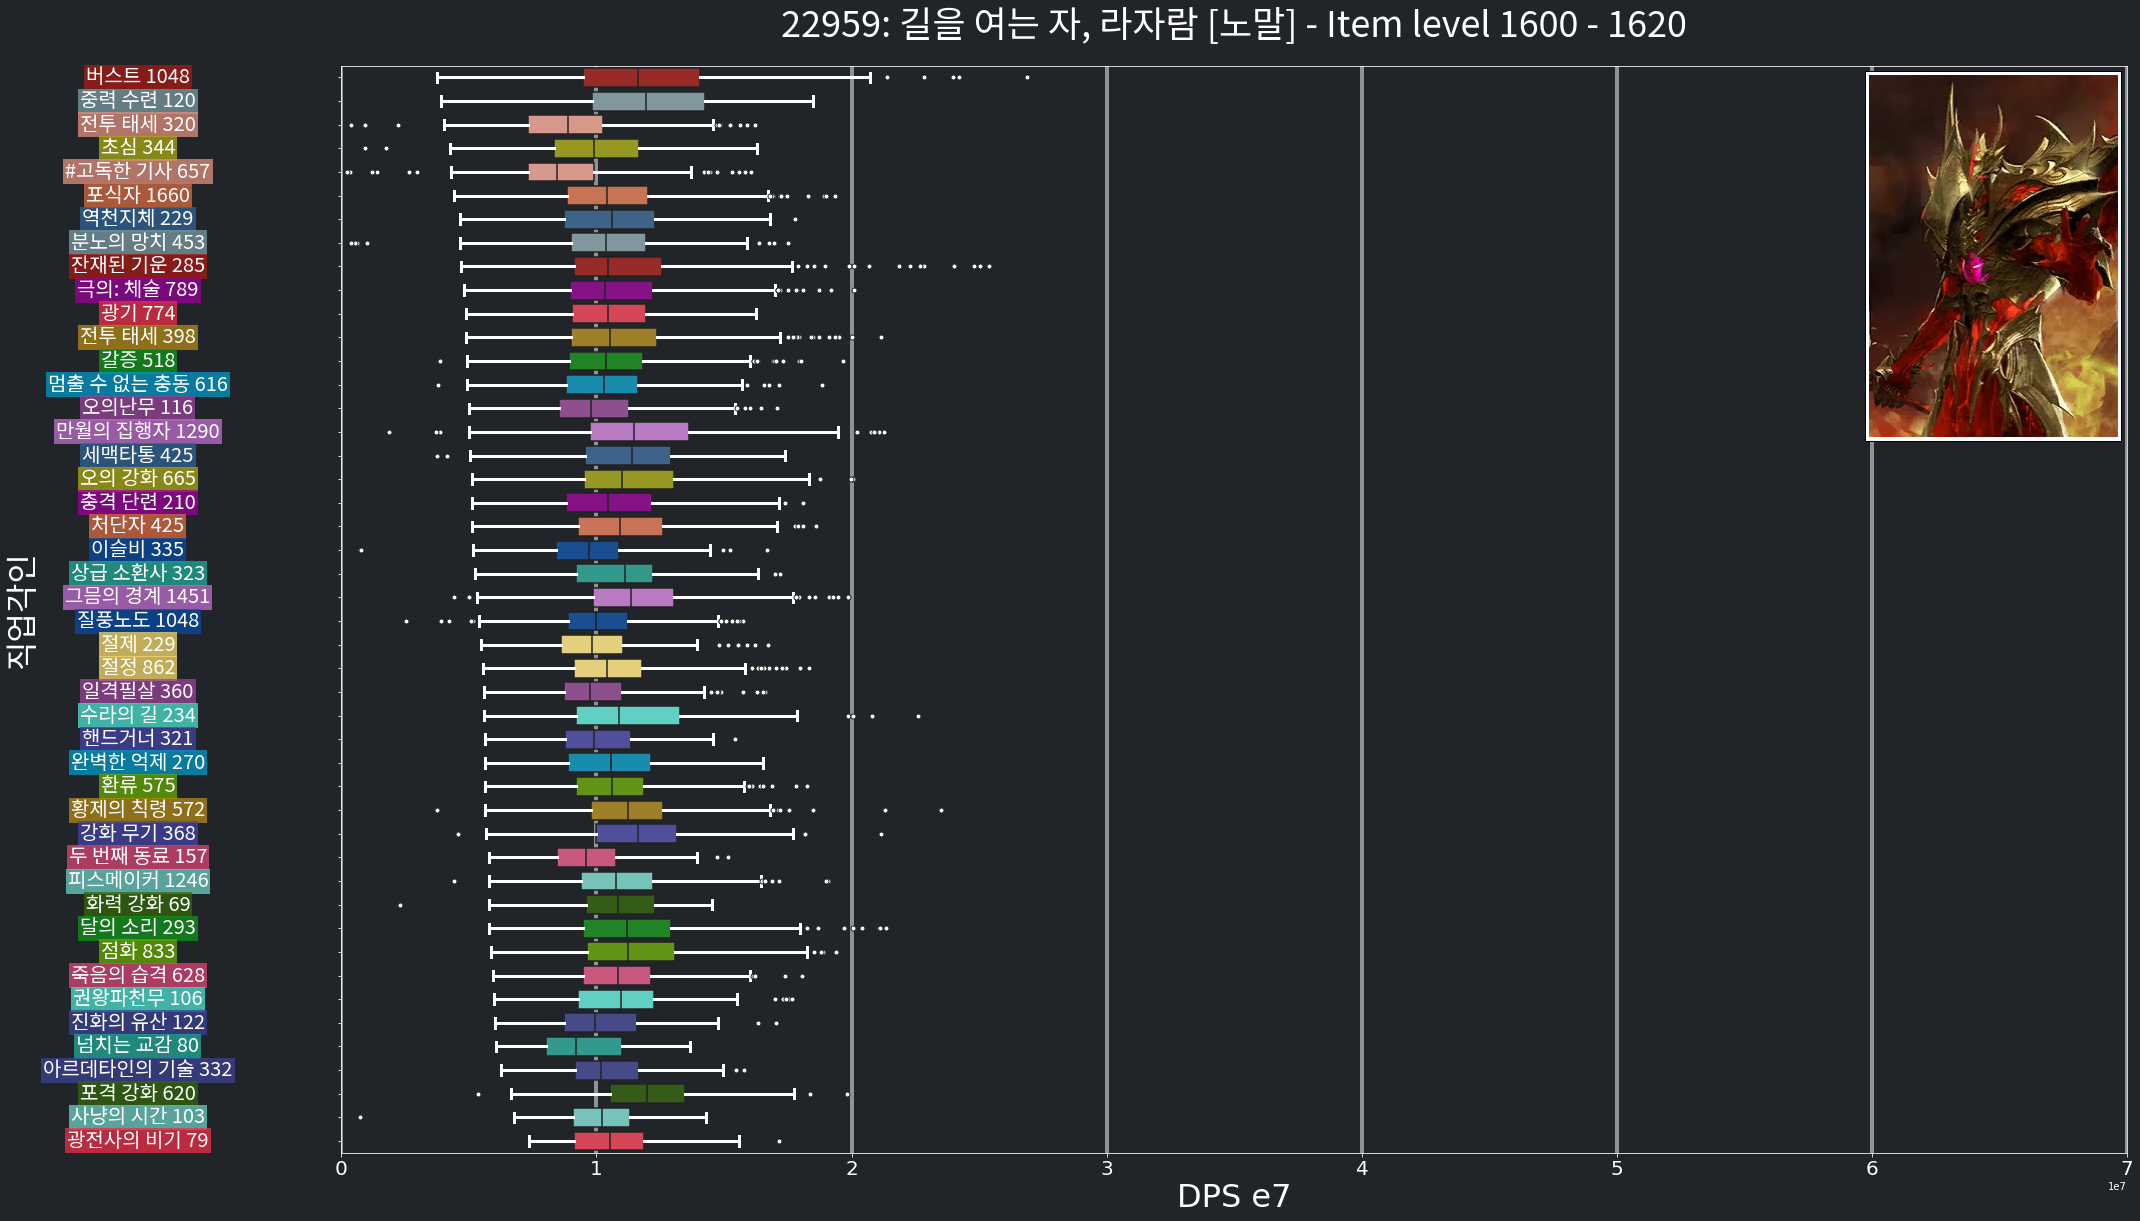 22959: 길을 여는 자, 라자람 [노말] - Item level 1600 - 1620
직업각인
버스트 1048
중력 수련 120
전투 태세 320
초심 344
#고독한 기사 657
포식자 1660
역천지체 229
분노의 망치 453
잔재된 기운 285
극의: 체술 789
광기 774
전투 태세 398
갈증 518
멈출 수 없는 충동 616
오의난무 116
만월의 집행자 1290
세맥타통 425
오의 강화 665
충격 단련 210
처단자 425
이슬비 335
상급 소환사 323
그믐의 경계 1451
질풍노도 1048
절제 229
절정 862
일격필살 360
수라의 길 234
핸드거너 321
완벽한 억제 270
환류 575
황제의 칙령 572
강화 무기 368
두 번째 동료 157
피스메이커 1246
화력 강화 69
달의 소리 293
점화 833
죽음의 습격 628
권왕파천무 106
진화의 유산 122
넘치는 교감 80
아르데타인의 기술 332
포격 강화 620
사냥의 시간 103
광전사의 비기 79
0 1 2 3 4 5 6 7
DPS e7
1e7